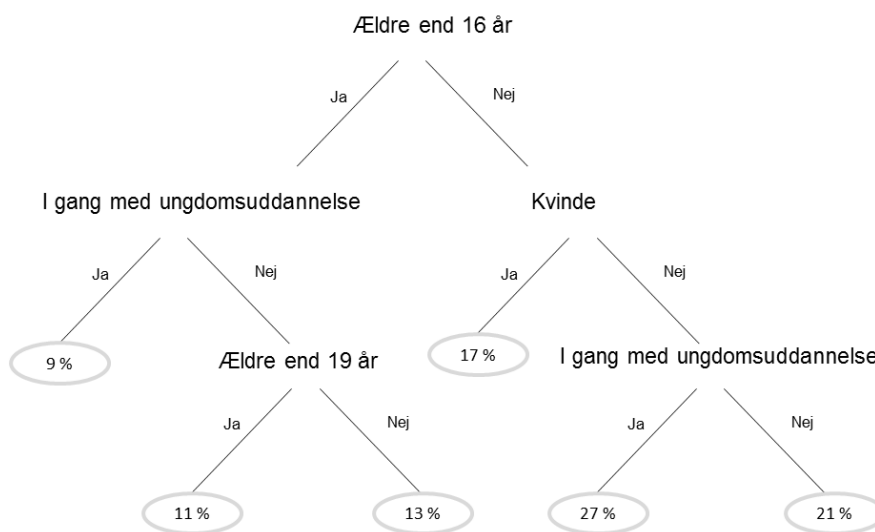 Ældre end 16 år
Ja
Nej
I gang med ungdomsuddannelse
Kvinde
Ja
Nej
Ja
Nej
9 %
Ældre end 19 år
17 %
I gang med ungdomsuddannelse
Ja
Nej
Ja
Nej
11 %
13 %
27 %
21 %